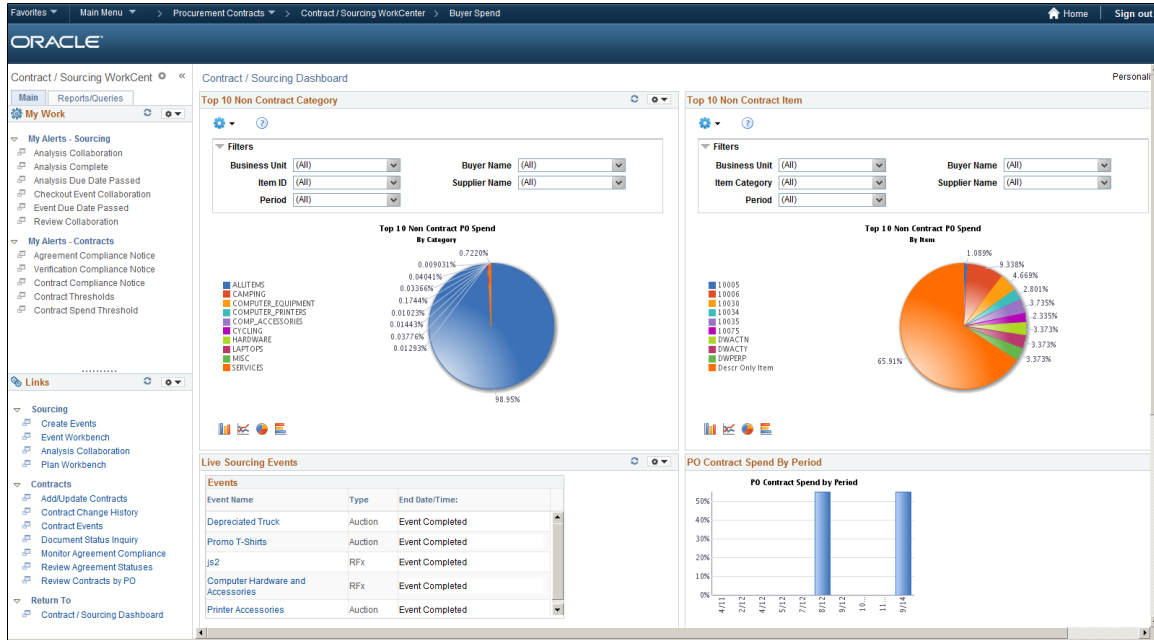 Favorites Main Menu > Procurement Contracts > Contract / Sourcing WorkCenter > Buyer Spend Home Sign out
ORACLE
Contract / Sourcing WorkCent «
Main Reports/Queries
My Work
My Alerts - Sourcing
Analysis Collaboration
Analysis Complete
Analysis Due Date Passed
Checkout Event Collaboration
Event Due Date Passed
Review Collaboration
My Alerts - Contracts
Agreement Compliance Notice
Verification Compliance Notice
Contract Compliance Notice
Contract Thresholds
Contract Spend Threshold
Links
Sourcing
Create Events
Event Workbench
Analysis Collaboration
Plan Workbench
Contracts
Add/Update Contracts
Contract Change History
Contract Events
Document Status Inquiry
Monitor Agreement Compliance
Review Agreement Statuses
Review Contracts by PO
Return To
Contract / Sourcing Dashboard
Contract / Sourcing Dashboard
Top 10 Non Contract Category
?
Filters
Business Unit (All) Buyer Name (All)
Item ID (All) Supplier Name (All)
Period (All)
Top 10 Non Contract PO Spend
By Category
ALLITEMS
CAMPING
COMPUTER_EQUIPMENT
COMPUTER_PRINTERS
COMP_ACCESSORIES
CYCLING
HARDWARE
LAPTOPS
MISC
SERVICES
0.7220%
0.009031%
0.04041%
0.03366%
0.1744%
0.01023%
0.01443%
0.03776%
0.01293%
98.95%
Top 10 Non Contract Item
?
Filters
Business Unit (All) Buyer Name (All)
Item Category (All) Supplier Name (All)
Period (All)
Top 10 Non Contract PO Spend
By Item
10005
10006
10030
10034
10035
10075
DWACTN
DWACTY
DWPERP
Descr Only Item
1.089%
9.338%
4.669%
2.801%
3.735%
2.335%
3.373%
3.373%
3.373%
65.91%
Live Sourcing Events
Events
Event Name Type End Date/Time:
Depreciated Truck Auction Event Completed
Promo T-Shirts Auction Event Completed
js2 RFx Event Completed
Computer Hardware and
Accessories RFx Event Completed
Printer Accessories Auction Event Completed
PO Contract Spend By Period
PO Contract Spend by Period
50%
40%
30%
20%
10%
0%
4/11 2/12 4/12 5/12 7/12 8/12 9/12 10... 11... 9/14